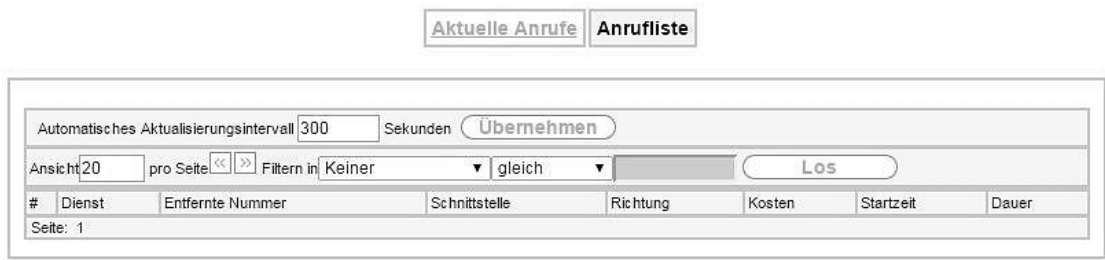 Aktuelle Anrufe Anrufliste
Automatisches Aktualisierungsintervall 300 Sekunden Übernehmen
Ansicht 20 pro Seite << >> Filtern in Keiner gleich Los
# Dienst Entfernte Nummer Schnittstelle Richtung Kosten Startzeit Dauer
Seite: 1